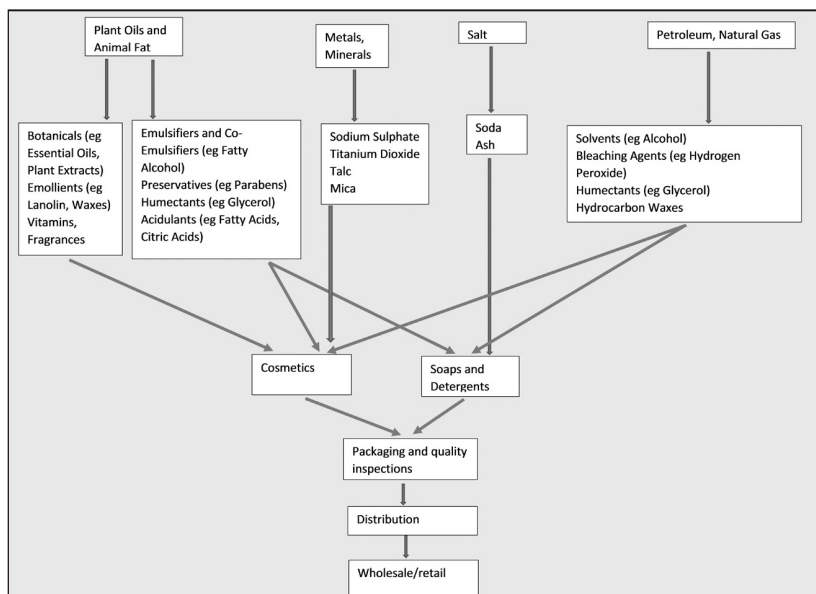 Plant Oils and
Animal Fat
Metals,
Minerals
Salt
Petroleum, Natural Gas
Botanicals (eg
Essential Oils,
Plant Extracts)
Emollients (eg
Lanolin, Waxes)
Vitamins,
Fragrances
Emulsifiers and Co-
Emulsifiers (eg Fatty
Alcohol)
Preservatives (eg Parabens)
Humectants (eg Glycerol)
Acidulants (eg Fatty Acids,
Citric Acids)
Sodium Sulphate
Titanium Dioxide
Talc
Mica
Soda
Ash
Solvents (eg Alcohol)
Bleaching Agents (eg Hydrogen
Peroxide)
Humectants (eg Glycerol)
Hydrocarbon Waxes
Cosmetics
Soaps and
Detergents
Packaging and quality
inspections
Distribution
Wholesale/retail